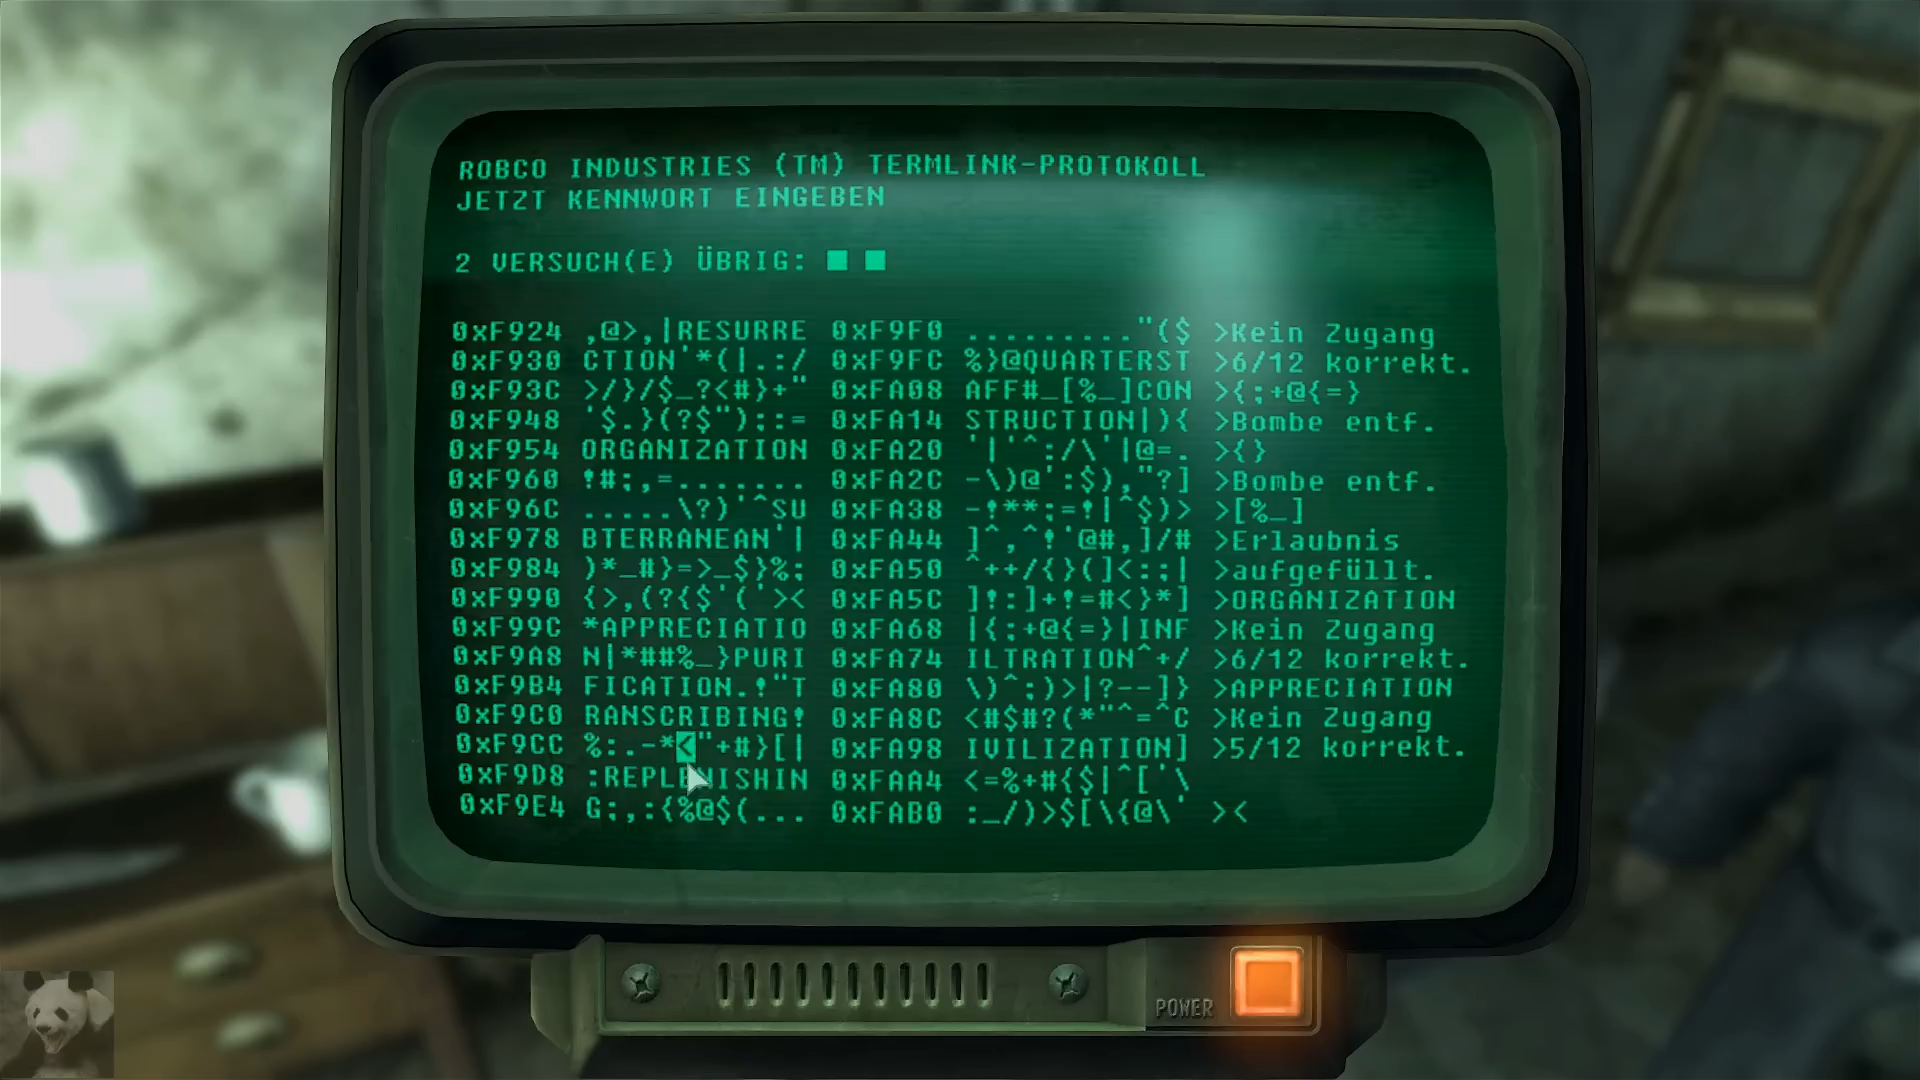 ROBCO INDUSTRIES (TM) TERMLINK-PROTOKOLL
JETZT KENNWORT EINGEBEN
2 VERSUCH(E) ÜBRIG: ■ ■
0xF924 ,@>,|RESURRE 0xF9F0 ........."($ >Kein Zugang
0xF930 CTION'*(|.:/ 0xF9FC %}@QUARTERST >6/12 korrekt.
0xF93C >/}/$_?<#}+" 0xFA08 AFF#_[%_]CON >{;+@{=}
0xF948 '$.}(?$");:= 0xFA14 STRUCTION|){ >Bombe entf.
0xF954 ORGANIZATION 0xFA20 '|'^:/\'|@=. >{}
0xF960 !#;,=....... 0xFA2C -\)@':$),"?] >Bombe entf.
0xF96C .....\?)'^SU 0xFA38 -!**;=!|^$)> >[%_]
0xF978 BTERRANEAN'| 0xFA44 ]^,^!'@#,]/# >Erlaubnis
0xF984 )*_#}=>_$}%; 0xFA50 ^++/{}(]<:;| >aufgefüllt.
0xF990 {>,(?{$'('>< 0xFA5C ]!:]+!=#<}*] >ORGANIZATION
0xF99C *APPRECIATIO 0xFA68 |{;+@{=}|INF >Kein Zugang
0xF9A8 N|*##%_}PURI 0xFA74 ILTRATION^+/ >6/12 korrekt.
0xF9B4 FICATION.!"T 0xFA80 \)^;)>|?--]} >APPRECIATION
0xF9C0 RANSCRIBING! 0xFA8C <#$#?(*"^=^C >Kein Zugang
0xF9CC %:.-*<"+#}[| 0xFA98 IVILIZATION] >5/12 korrekt.
0xF9D8 :REPLENISHIN 0xFAA4 <=%+#{$|^['\
0xF9E4 G;,:{%@$(... 0xFAB0 :_/)>$[\{@\' ><
POWER